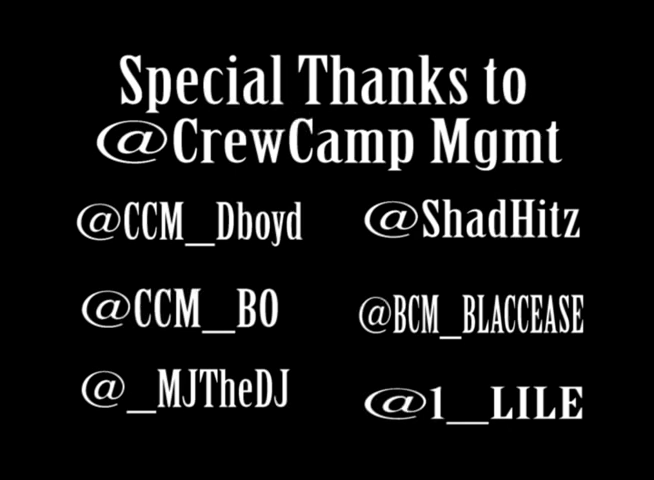 Special Thanks to
@CrewCamp Mgmt
@CCM_Dboyd
@ShadHitz
@CCM_BO
@BCM_BLACCEASE
@_MJTheDJ
@1_LILE